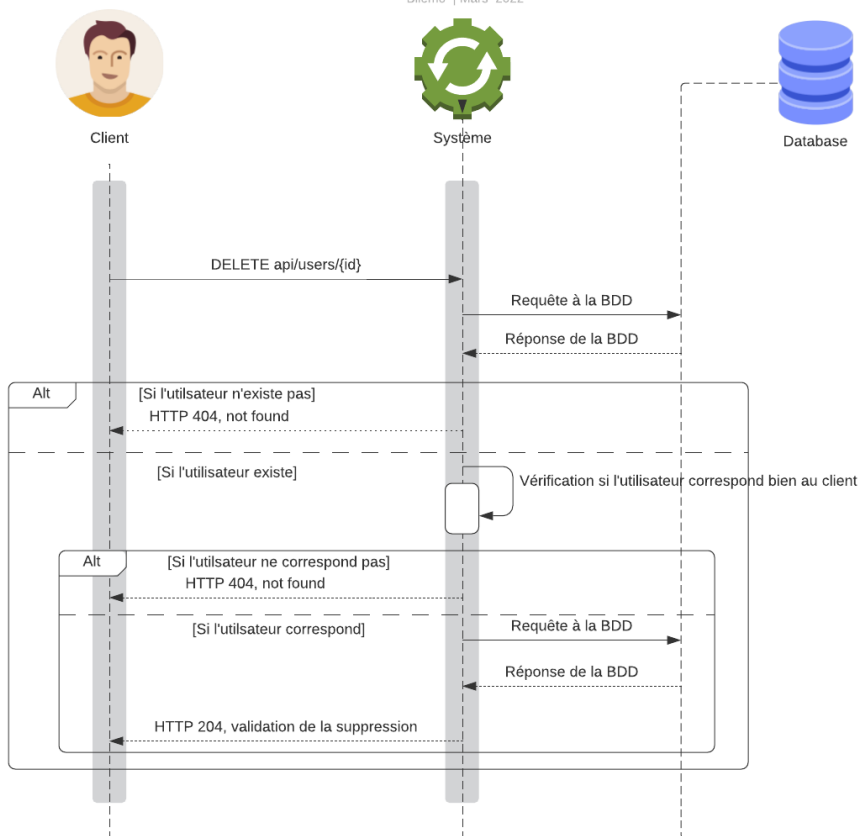 Bilemo | Mars 2022
Client
Système
Database
DELETE api/users/{id}
Requête à la BDD
Réponse de la BDD
Alt
[Si l'utilsateur n'existe pas]
HTTP 404, not found
[Si l'utilisateur existe]
Vérification si l'utilisateur correspond bien au client
Alt
[Si l'utilsateur ne correspond pas]
HTTP 404, not found
[Si l'utilsateur correspond]
Requête à la BDD
Réponse de la BDD
HTTP 204, validation de la suppression